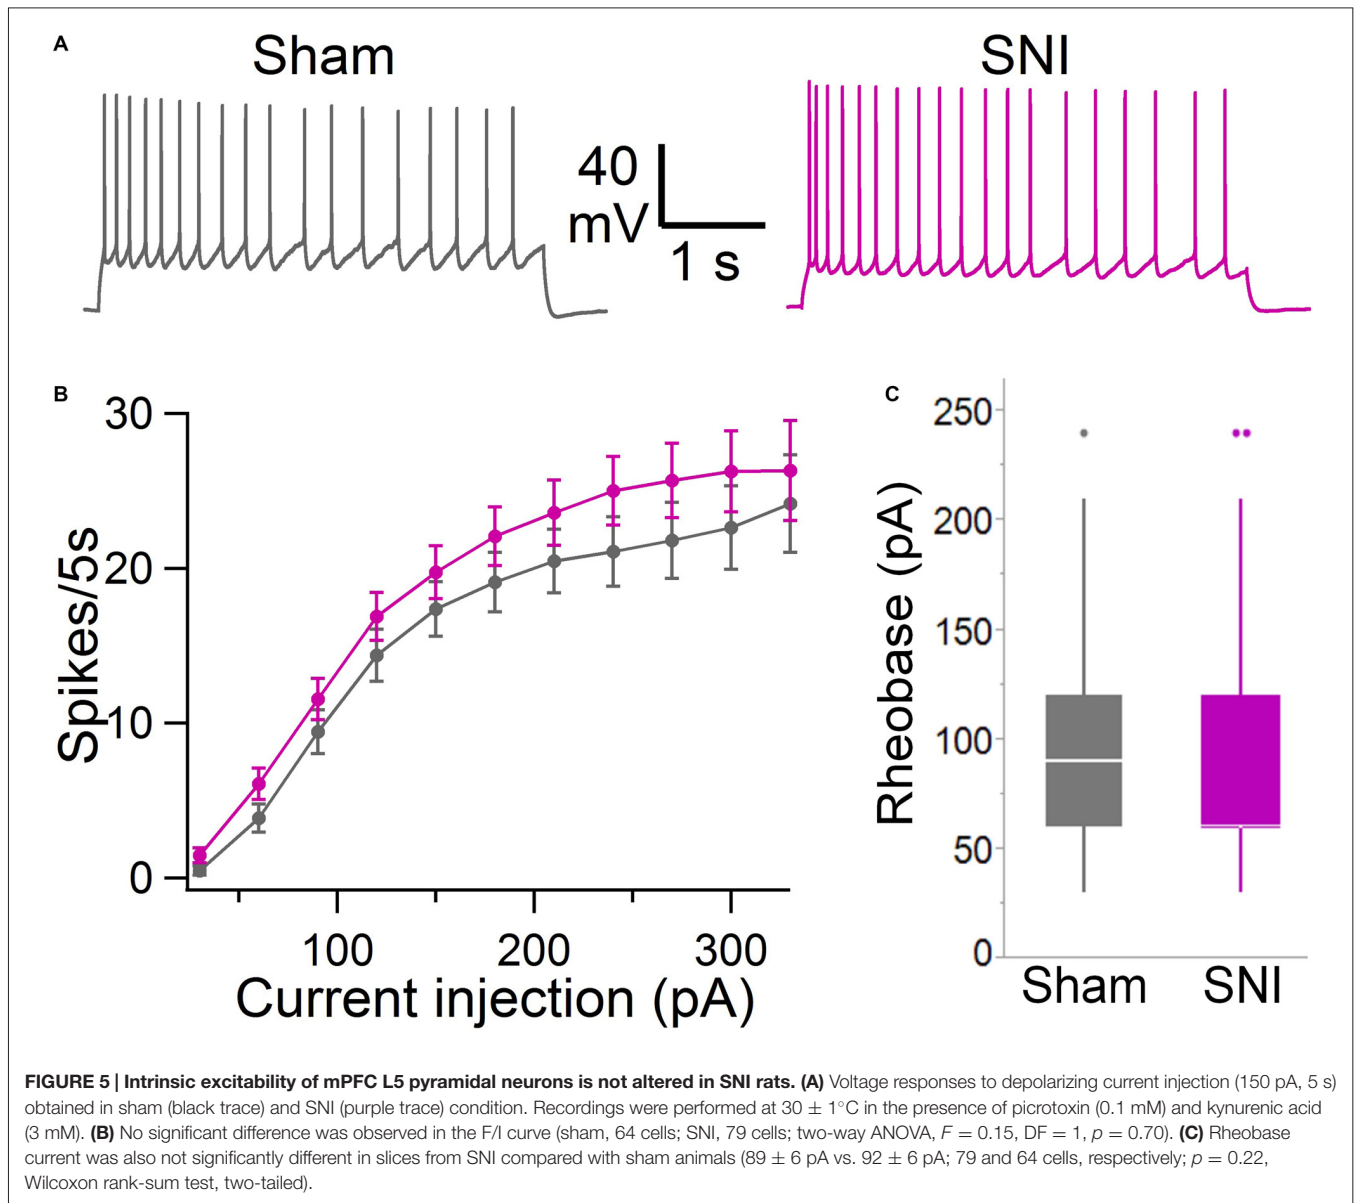 A
Sham
SNI
40
mV
1 s
B
30
20
10
0
Spikes/5s
100
200
300
Current injection (pA)
C
250
200
150
100
50
0
Rheobase (pA)
Sham
SNI
FIGURE 5 | Intrinsic excitability of mPFC L5 pyramidal neurons is not altered in SNI rats. (A) Voltage responses to depolarizing current injection (150 pA, 5 s)
obtained in sham (black trace) and SNI (purple trace) condition. Recordings were performed at 30 ± 1°C in the presence of picrotoxin (0.1 mM) and kynurenic acid
(3 mM). (B) No significant difference was observed in the F/I curve (sham, 64 cells; SNI, 79 cells; two-way ANOVA, F = 0.15, DF = 1, p = 0.70). (C) Rheobase
current was also not significantly different in slices from SNI compared with sham animals (89 ± 6 pA vs. 92 ± 6 pA; 79 and 64 cells, respectively; p = 0.22,
Wilcoxon rank-sum test, two-tailed).